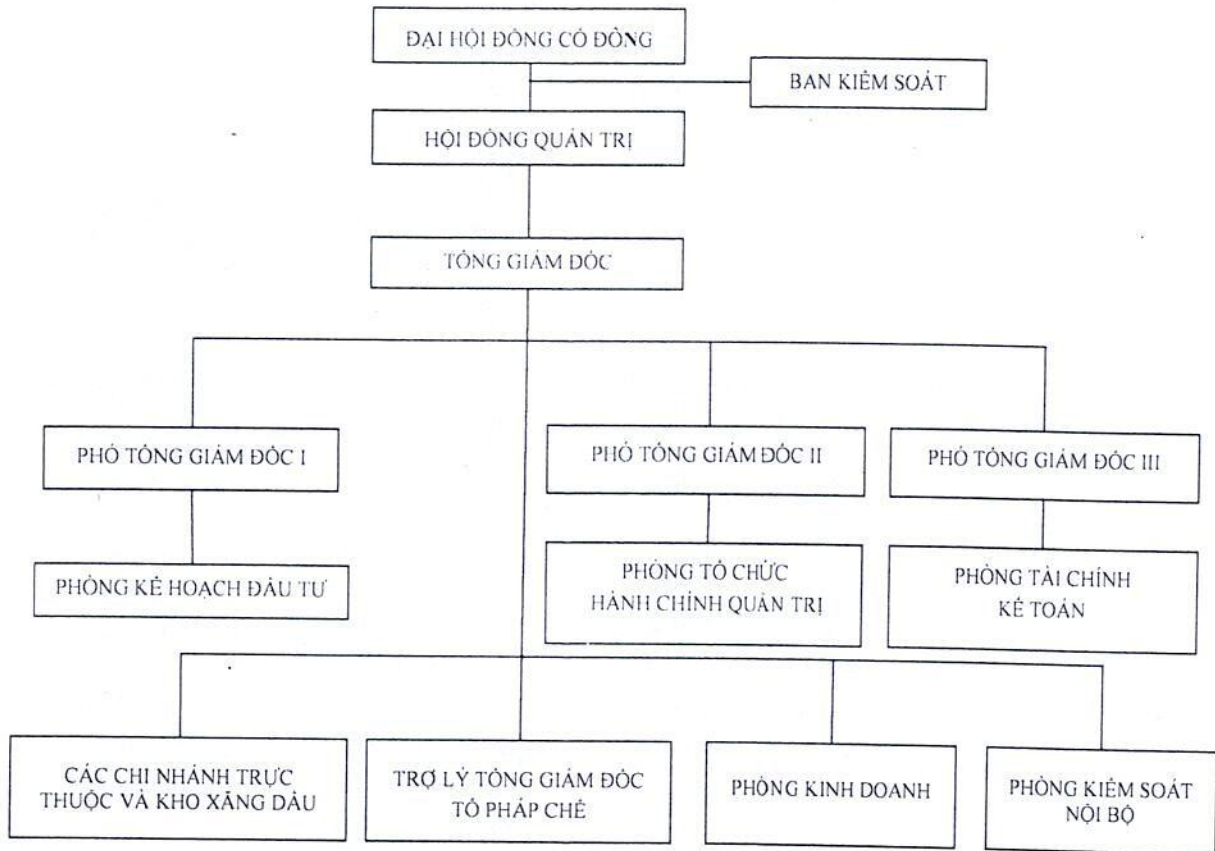 ĐẠI HỘI ĐỒNG CỔ ĐÔNG
BAN KIỂM SOÁT
HỘI ĐỒNG QUẢN TRỊ
TỔNG GIÁM ĐỐC
PHÓ TỔNG GIÁM ĐỐC I
PHÓ TỔNG GIÁM ĐỐC II
PHÓ TỔNG GIÁM ĐỐC III
PHÒNG KẾ HOẠCH ĐẦU TƯ
PHÒNG TỔ CHỨC
HÀNH CHÍNH QUẢN TRỊ
PHÒNG TÀI CHÍNH
KẾ TOÁN
CÁC CHI NHÁNH TRỰC
THUỘC VÀ KHO XĂNG DẦU
TRỢ LÝ TỔNG GIÁM ĐỐC
TỔ PHÁP CHẾ
PHÒNG KINH DOANH
PHÒNG KIỂM SOÁT
NỘI BỘ